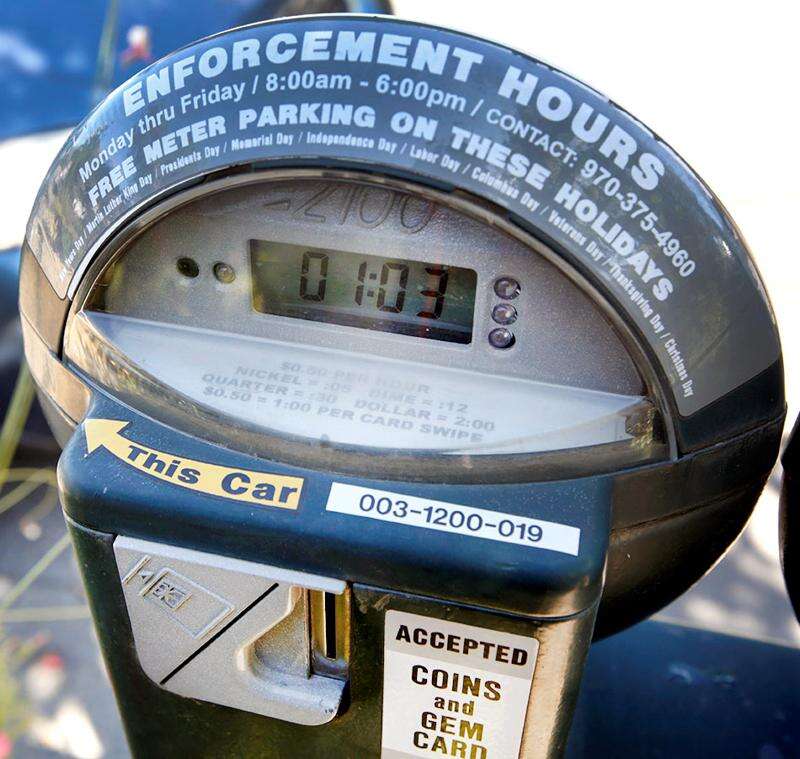 ENFORCEMENT HOURS
Monday thru Friday / 8:00am - 6:00pm / CONTACT: 970-375-4960
FREE METER PARKING ON THESE HOLIDAYS
Years Day / Martin Luther King Day / Presidents Day / Memorial Day / Independence Day / Labor Day / Columbus Day / Veterans Day / Thanksgiving Day / Christmas Day
2100
01:03
$0.50 PER HOUR
NICKEL = :05 DIME = :12
QUARTER = :30 DOLLAR = 2:00
$0.50 = 1:00 PER CARD SWIPE
This Car
003-1200-019
ACCEPTED
COINS
and
GEM
CARD